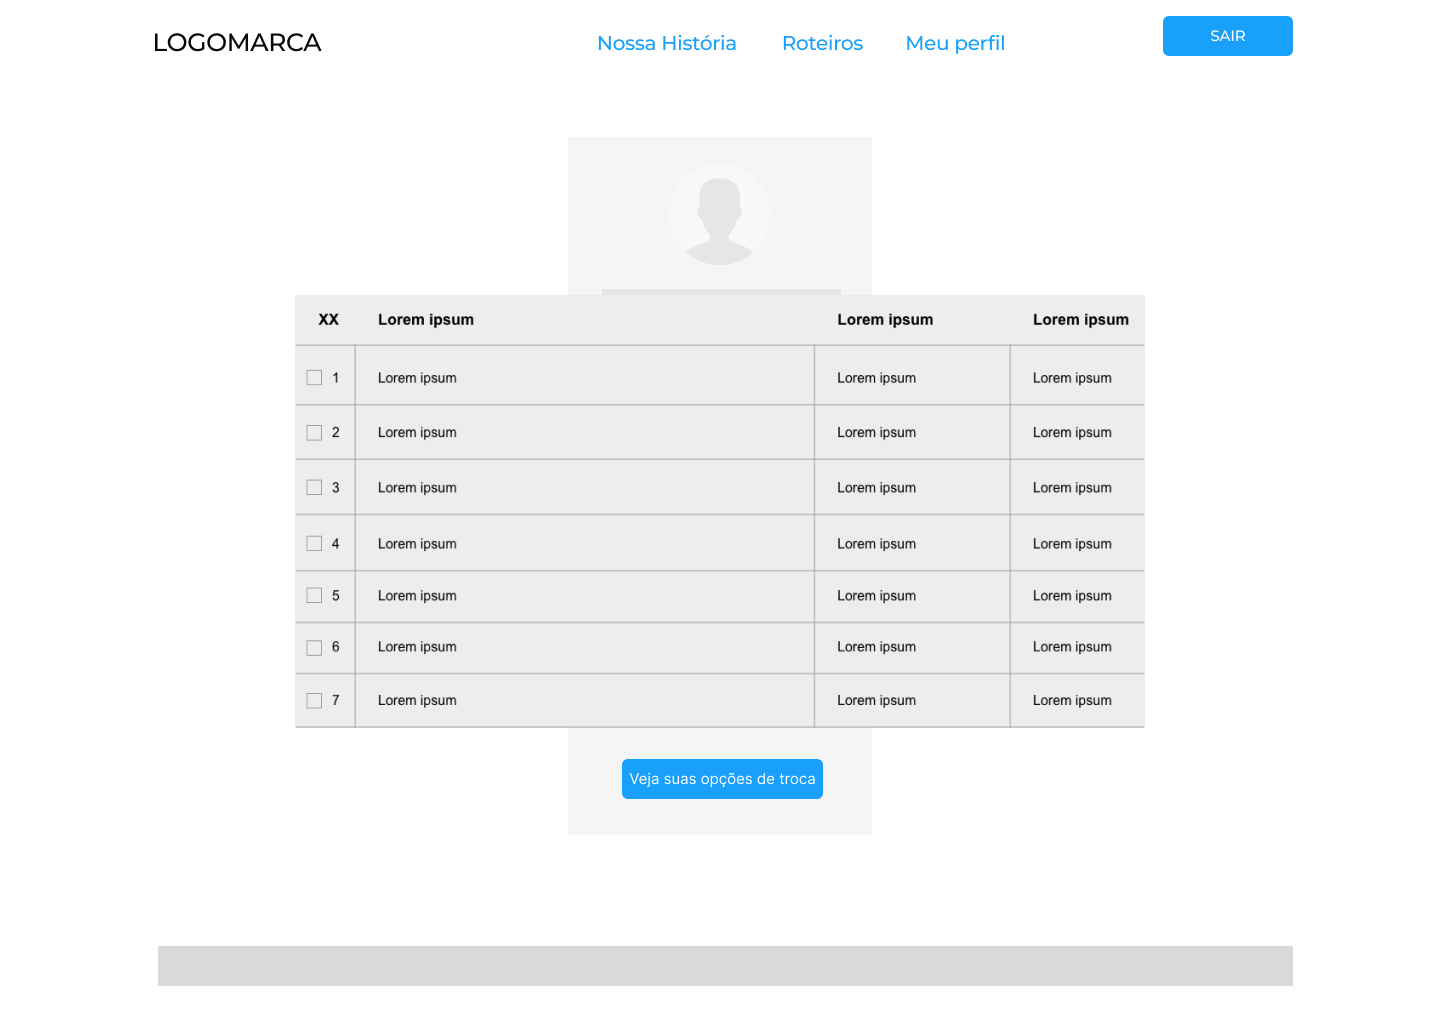 LOGOMARCA Nossa História Roteiros Meu perfil SAIR
XX Lorem ipsum Lorem ipsum Lorem ipsum
1 Lorem ipsum Lorem ipsum Lorem ipsum
2 Lorem ipsum Lorem ipsum Lorem ipsum
3 Lorem ipsum Lorem ipsum Lorem ipsum
4 Lorem ipsum Lorem ipsum Lorem ipsum
5 Lorem ipsum Lorem ipsum Lorem ipsum
6 Lorem ipsum Lorem ipsum Lorem ipsum
7 Lorem ipsum Lorem ipsum Lorem ipsum
Veja suas opções de troca